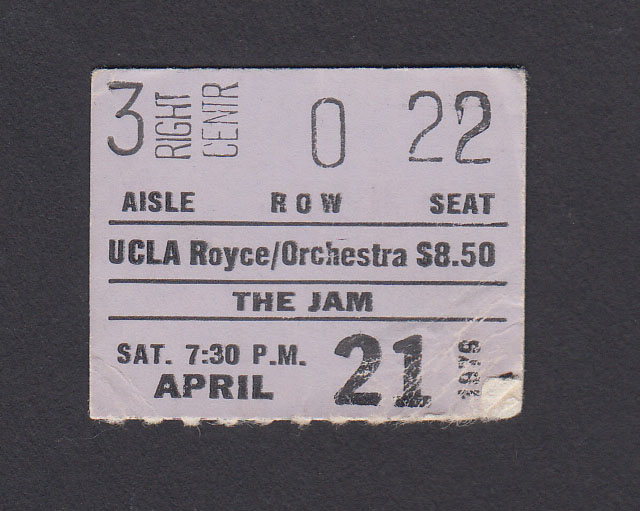 3 RIGHT CENTR O 22
AISLE ROW SEAT
UCLA Royce/Orchestra $8.50
THE JAM
SAT. 7:30 P.M.
APRIL 21 1979